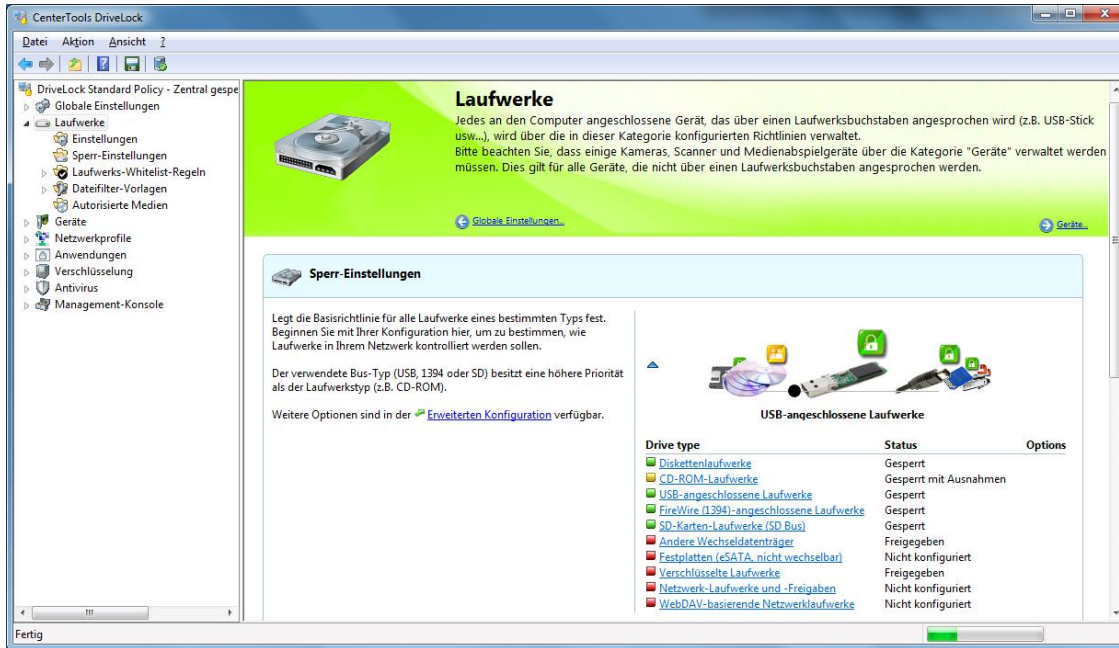 CenterTools DriveLock
Datei Aktion Ansicht ?
DriveLock Standard Policy - Zentral gespe
Globale Einstellungen
Laufwerke
Einstellungen
Sperr-Einstellungen
Laufwerks-Whitelist-Regeln
Dateifilter-Vorlagen
Autorisierte Medien
Geräte
Netzwerkprofile
Anwendungen
Verschlüsselung
Antivirus
Management-Konsole
Laufwerke
Jedes an den Computer angeschlossene Gerät, das über einen Laufwerksbuchstaben angesprochen wird (z.B. USB-Stick
usw...), wird über die in dieser Kategorie konfigurierten Richtlinien verwaltet.
Bitte beachten Sie, dass einige Kameras, Scanner und Medienabspielgeräte über die Kategorie "Geräte" verwaltet werden
müssen. Dies gilt für alle Geräte, die nicht über einen Laufwerksbuchstaben angesprochen werden.
Globale Einstellungen...
Geräte...
Sperr-Einstellungen
Legt die Basisrichtlinie für alle Laufwerke eines bestimmten Typs fest.
Beginnen Sie mit Ihrer Konfiguration hier, um zu bestimmen, wie
Laufwerke in Ihrem Netzwerk kontrolliert werden sollen.
Der verwendete Bus-Typ (USB, 1394 oder SD) besitzt eine höhere Priorität
als der Laufwerkstyp (z.B. CD-ROM).
Weitere Optionen sind in der Erweiterten Konfiguration verfügbar.
USB-angeschlossene Laufwerke
Drive type Status Options
Diskettenlaufwerke Gesperrt
CD-ROM-Laufwerke Gesperrt mit Ausnahmen
USB-angeschlossene Laufwerke Gesperrt
FireWire (1394)-angeschlossene Laufwerke Gesperrt
SD-Karten-Laufwerke (SD Bus) Gesperrt
Andere Wechseldatenträger Freigegeben
Festplatten (eSATA, nicht wechselbar) Nicht konfiguriert
Verschlüsselte Laufwerke Freigegeben
Netzwerk-Laufwerke und -Freigaben Nicht konfiguriert
WebDAV-basierende Netzwerklaufwerke Nicht konfiguriert
Fertig